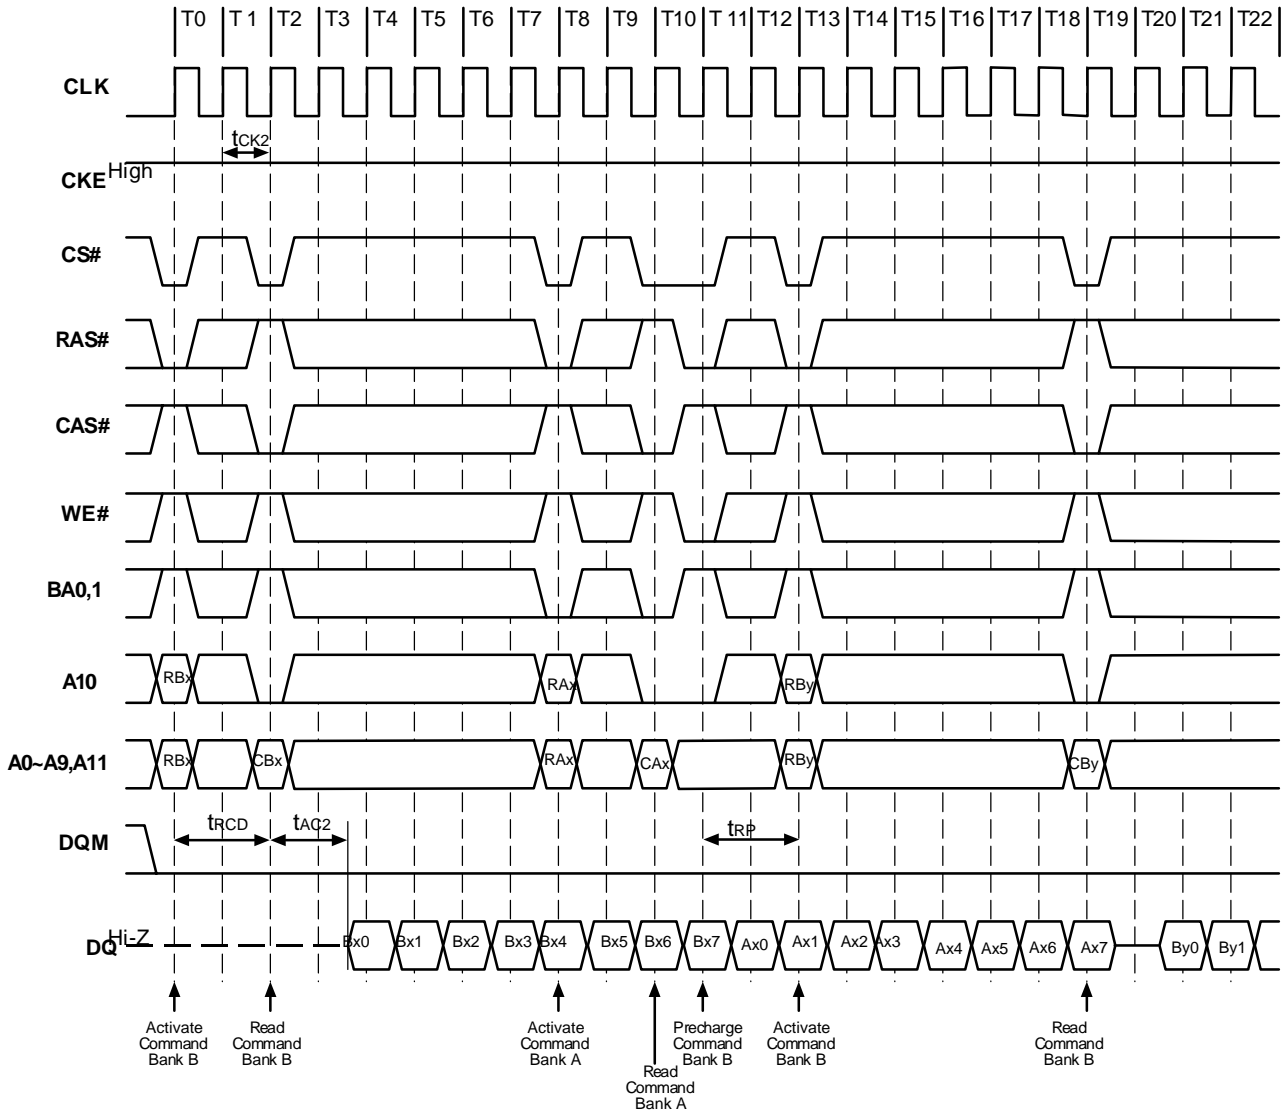 T0 T 1 T2 T3 T4 T5 T6 T7 T8 T9 T10 T 11 T12 T13 T14 T15 T16 T17 T18 T19 T20 T21 T22
CLK
tCK2
CKE High
CS#
RAS#
CAS#
WE#
BA0,1
A10 RBx RAx RBy
A0~A9,A11 RBx CBx RAx CAx RBy CBy
tRCD tAC2 tRP
DQM
DQ Hi-Z Bx0 Bx1 Bx2 Bx3 Bx4 Bx5 Bx6 Bx7 Ax0 Ax1 Ax2 Ax3 Ax4 Ax5 Ax6 Ax7 By0 By1
Activate
Command
Bank B
Read
Command
Bank B
Activate
Command
Bank A
Read
Command
Bank A
Precharge
Command
Bank B
Activate
Command
Bank B
Read
Command
Bank B